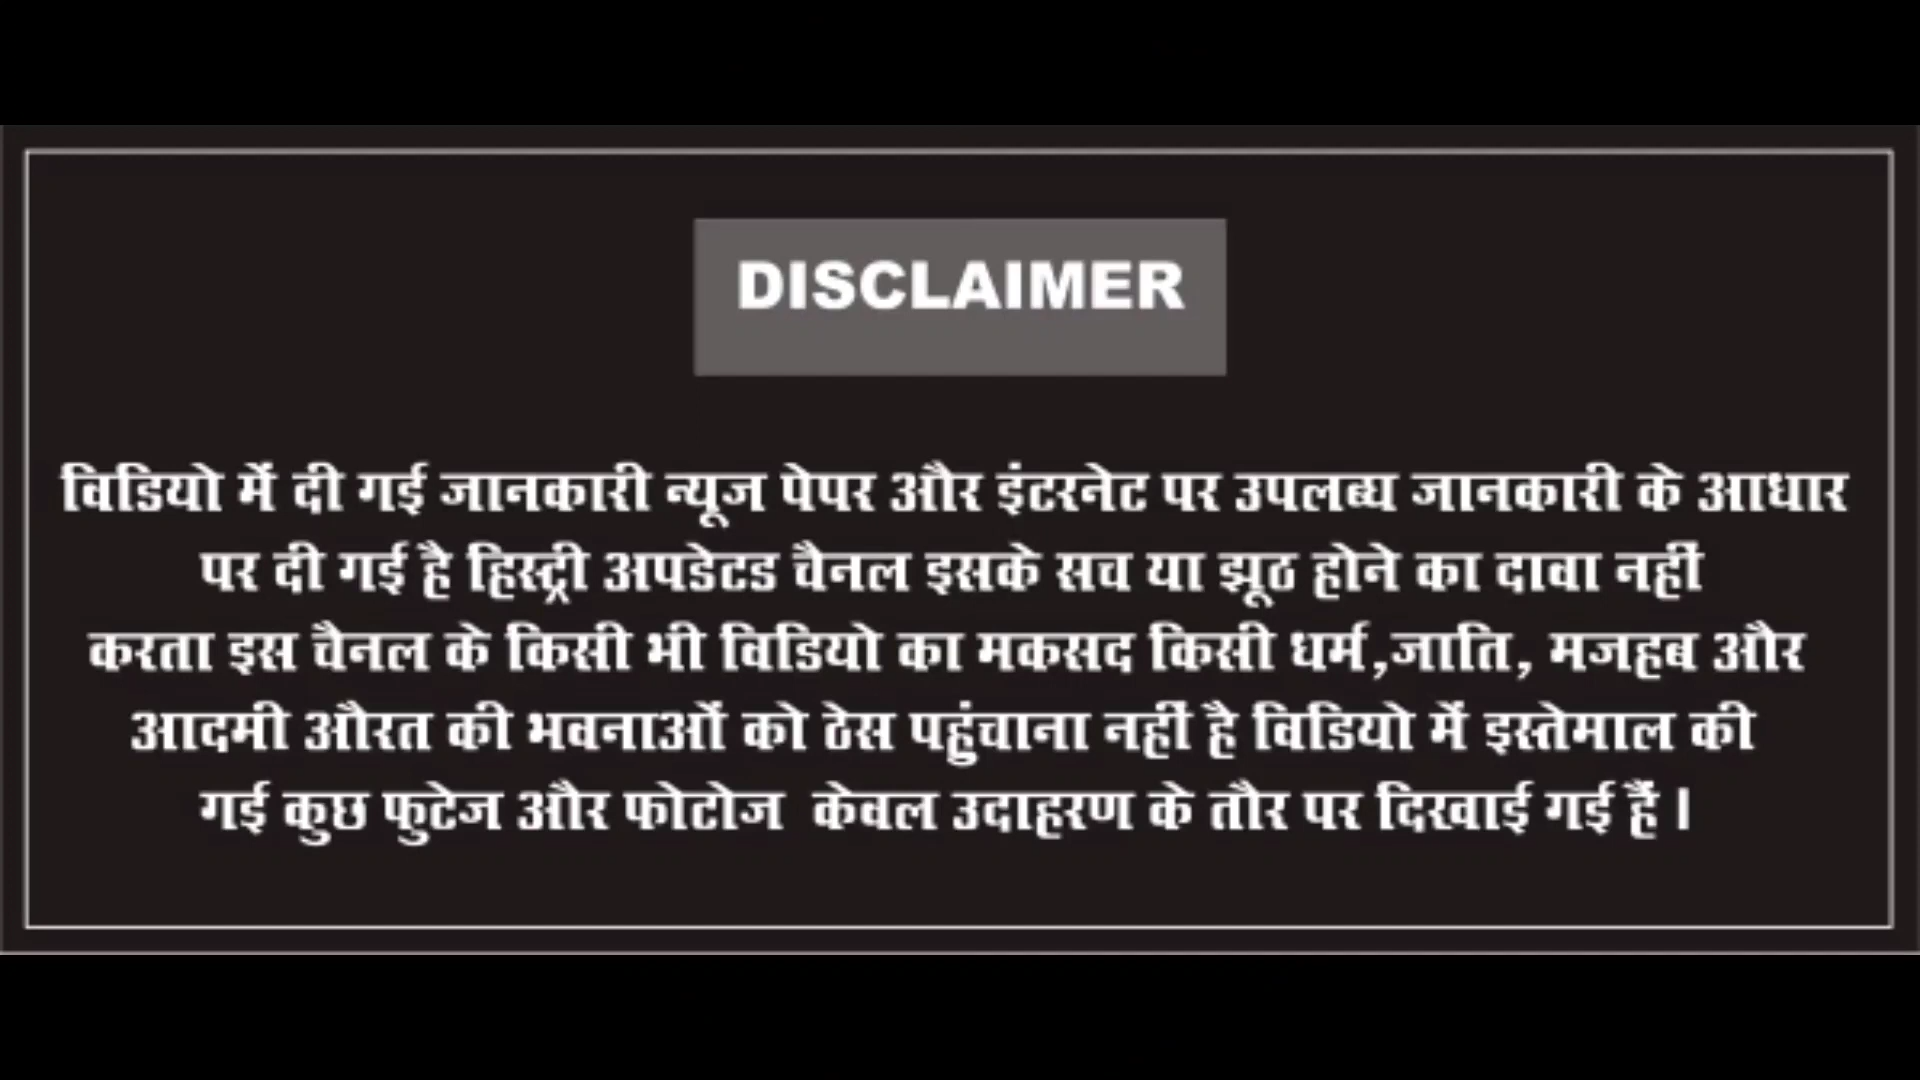 DISCLAIMER
विडियो में दी गई जानकारी न्यूज पेपर और इंटरनेट पर उपलब्ध जानकारी के आधार
पर दी गई है हिस्ट्री अपडेटड चैनल इसके सच या झूठ होने का दावा नहीं
करता इस चैनल के किसी भी विडियो का मकसद किसी धर्म,जाति, मजहब और
आदमी औरत की भवनाओं को ठेस पहुंचाना नहीं है विडियो में इस्तेमाल की
गई कुछ फुटेज और फोटोज केवल उदाहरण के तौर पर दिखाई गई हैं ।